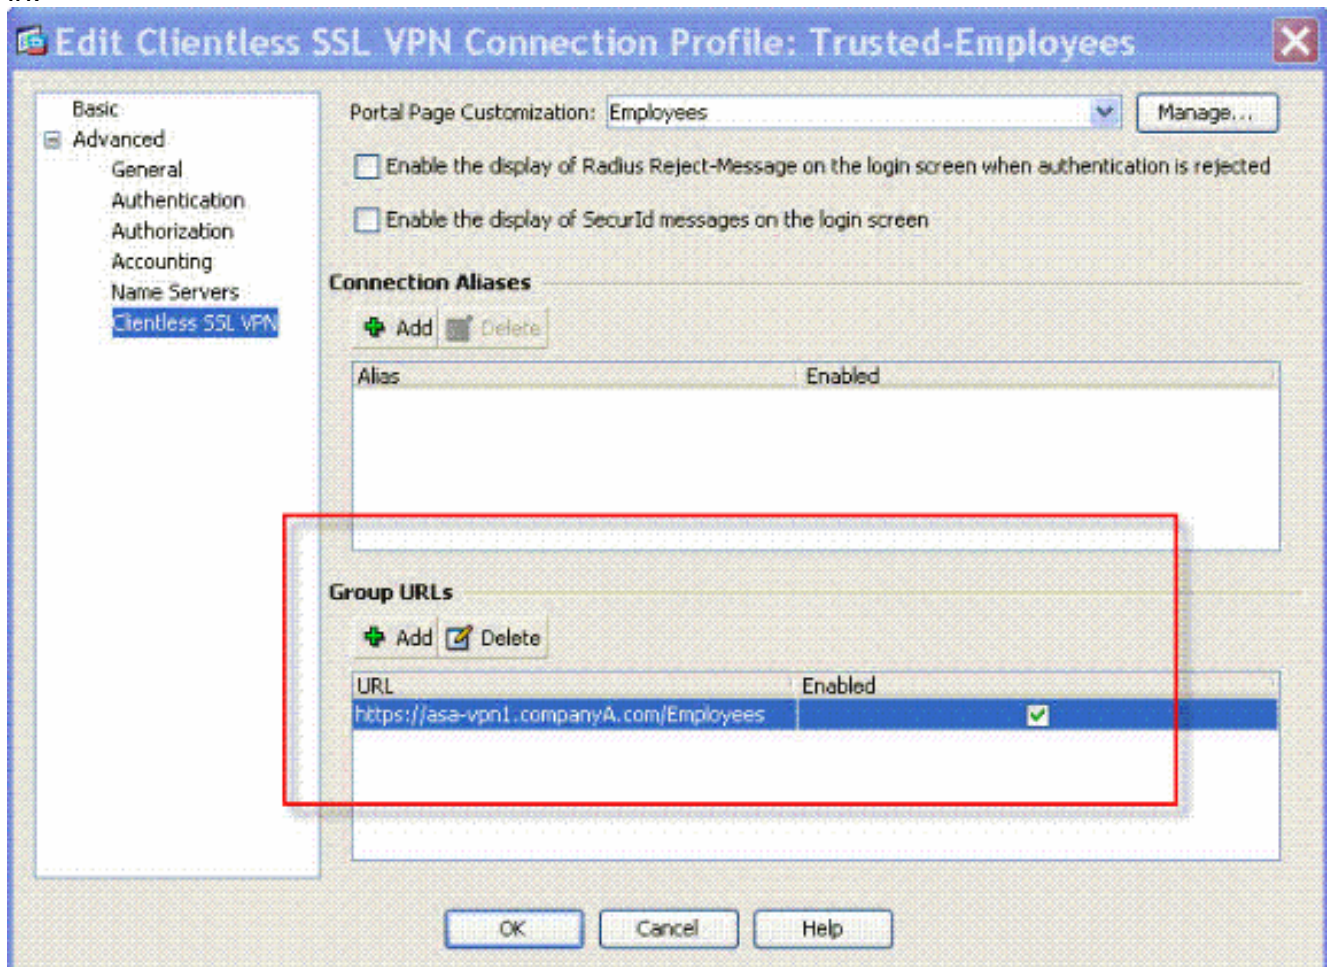 Edit Clientless SSL VPN Connection Profile: Trusted-Employees
Basic
Advanced
General
Authentication
Authorization
Accounting
Name Servers
Clientless SSL VPN
Portal Page Customization: Employees Manage...
Enable the display of Radius Reject-Message on the login screen when authentication is rejected
Enable the display of SecurId messages on the login screen
Connection Aliases
Add Delete
Alias Enabled
Group URLs
Add Delete
URL Enabled
https://asa-vpn1.companyA.com/Employees
OK Cancel Help